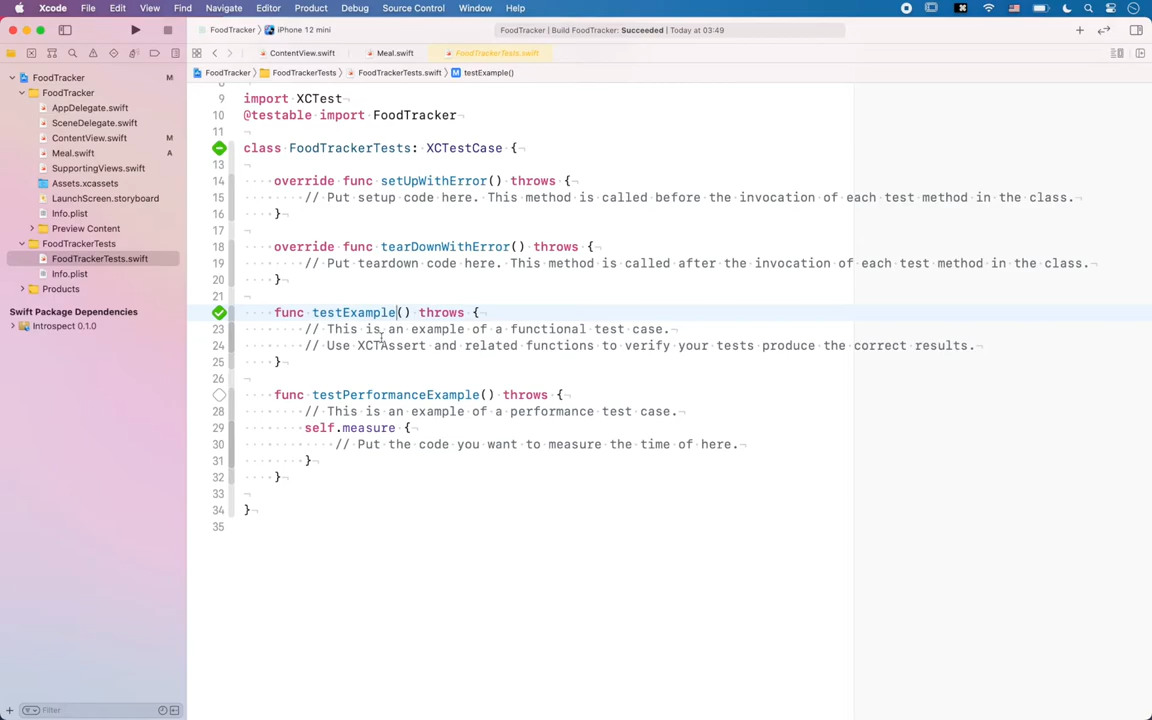 Xcode File Edit View Find Navigate Editor Product Debug Source Control Window Help
FoodTracker iPhone 12 mini
FoodTracker | Build FoodTracker: Succeeded | Today at 03:49
ContentView.swift
Meal.swift
FoodTrackerTests.swift
FoodTracker FoodTrackerTests FoodTrackerTests.swift M testExample()
FoodTracker M
FoodTracker
AppDelegate.swift
SceneDelegate.swift
ContentView.swift M
Meal.swift A
SupportingViews.swift
Assets.xcassets
LaunchScreen.storyboard
Info.plist
Preview Content
FoodTrackerTests
FoodTrackerTests.swift
Info.plist
Products
Swift Package Dependencies
Introspect 0.1.0
Filter
8
9 import XCTest
10 @testable import FoodTracker
11
class FoodTrackerTests: XCTestCase {
13
14 override func setUpWithError() throws {
15 // Put setup code here. This method is called before the invocation of each test method in the class.
16 }
17
18 override func tearDownWithError() throws {
19 // Put teardown code here. This method is called after the invocation of each test method in the class.
20 }
21
func testExample() throws {
23 // This is an example of a functional test case.
24 // Use XCTAssert and related functions to verify your tests produce the correct results.
25 }
26
func testPerformanceExample() throws {
28 // This is an example of a performance test case.
29 self.measure {
30 // Put the code you want to measure the time of here.
31 }
32 }
33
34 }
35